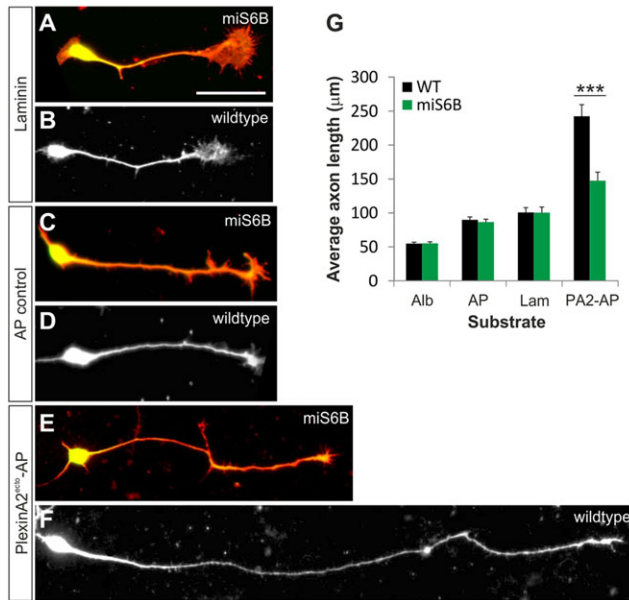 A
miS6B
Laminin
B
wildtype
C
miS6B
AP control
D
wildtype
E
miS6B
PlexinA2ecto-AP
F
wildtype
G
WT
miS6B
***
Average axon length (μm)
300
250
200
150
100
50
0
Alb AP Lam PA2-AP
Substrate